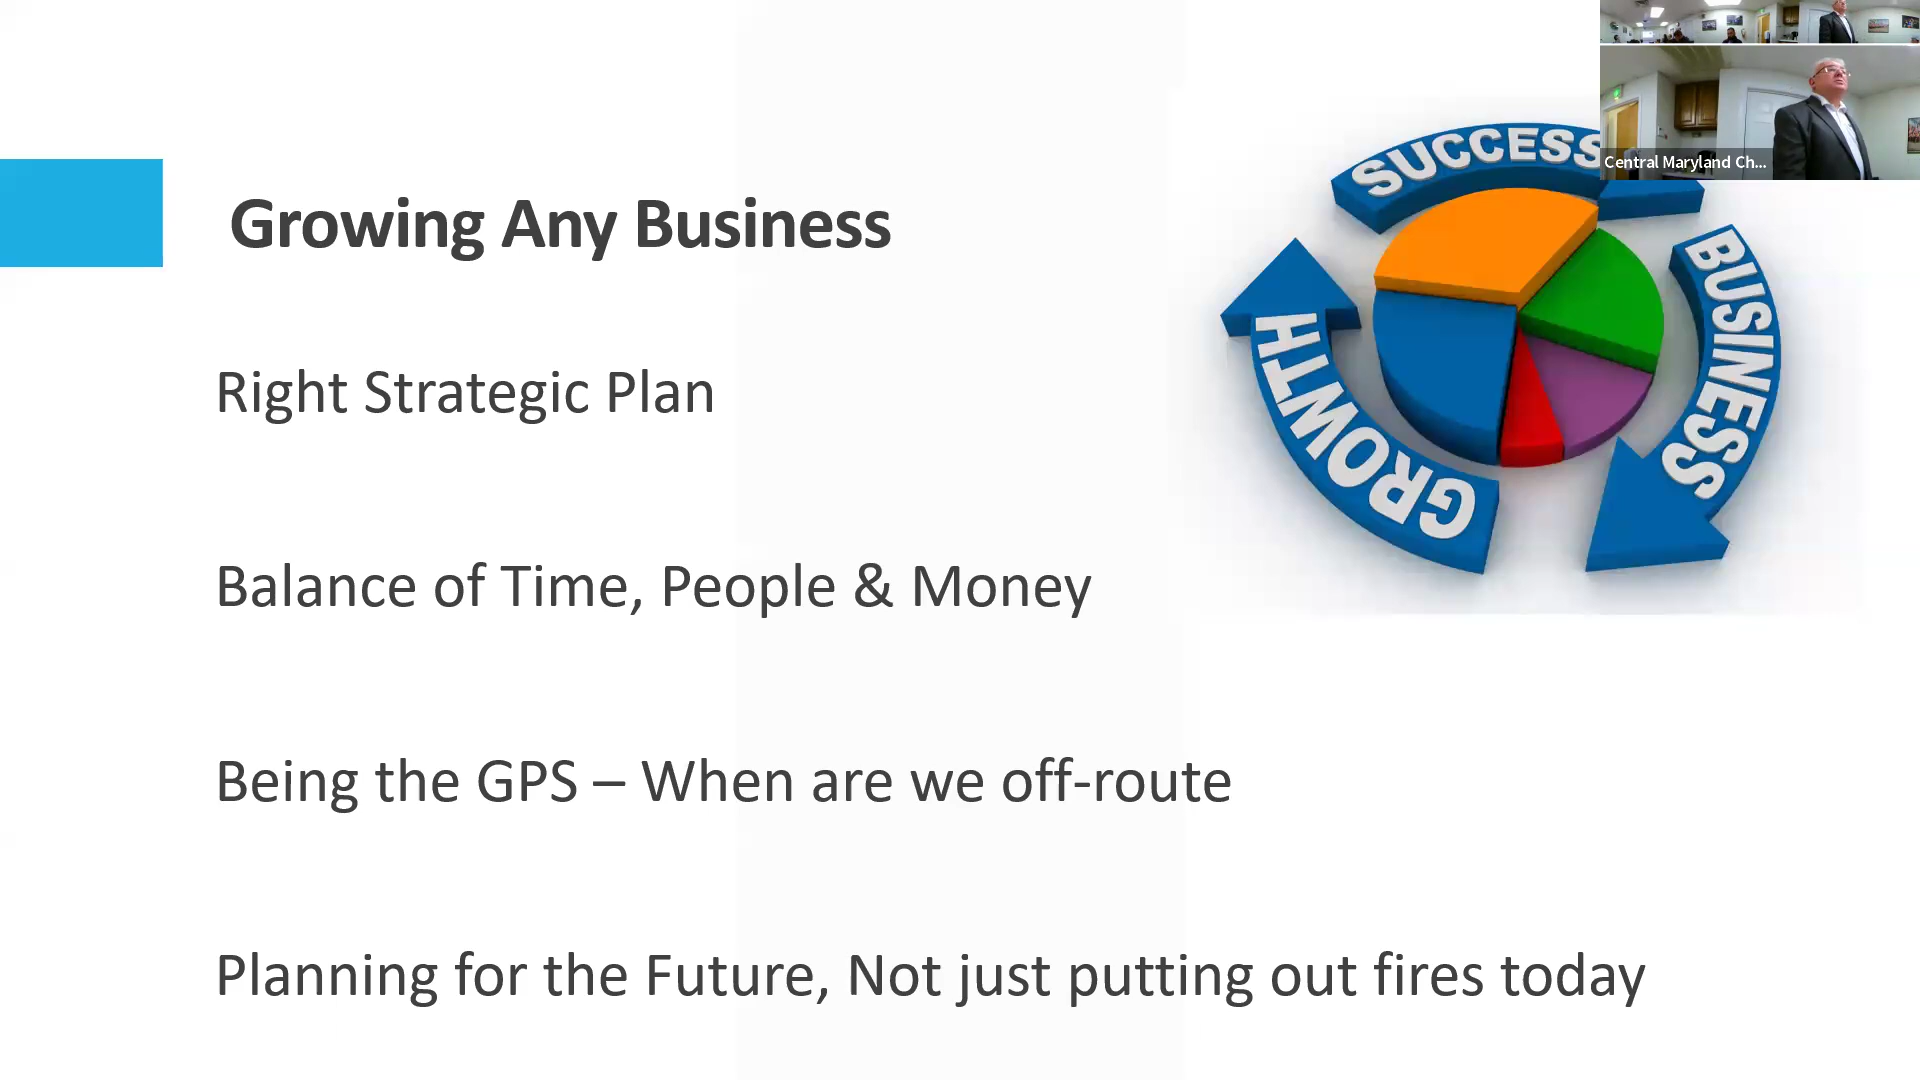 Growing Any Business
Right Strategic Plan
Balance of Time, People & Money
Being the GPS – When are we off-route
Planning for the Future, Not just putting out fires today
SUCCESS
BUSINESS
GROWTH
Central Maryland Ch...